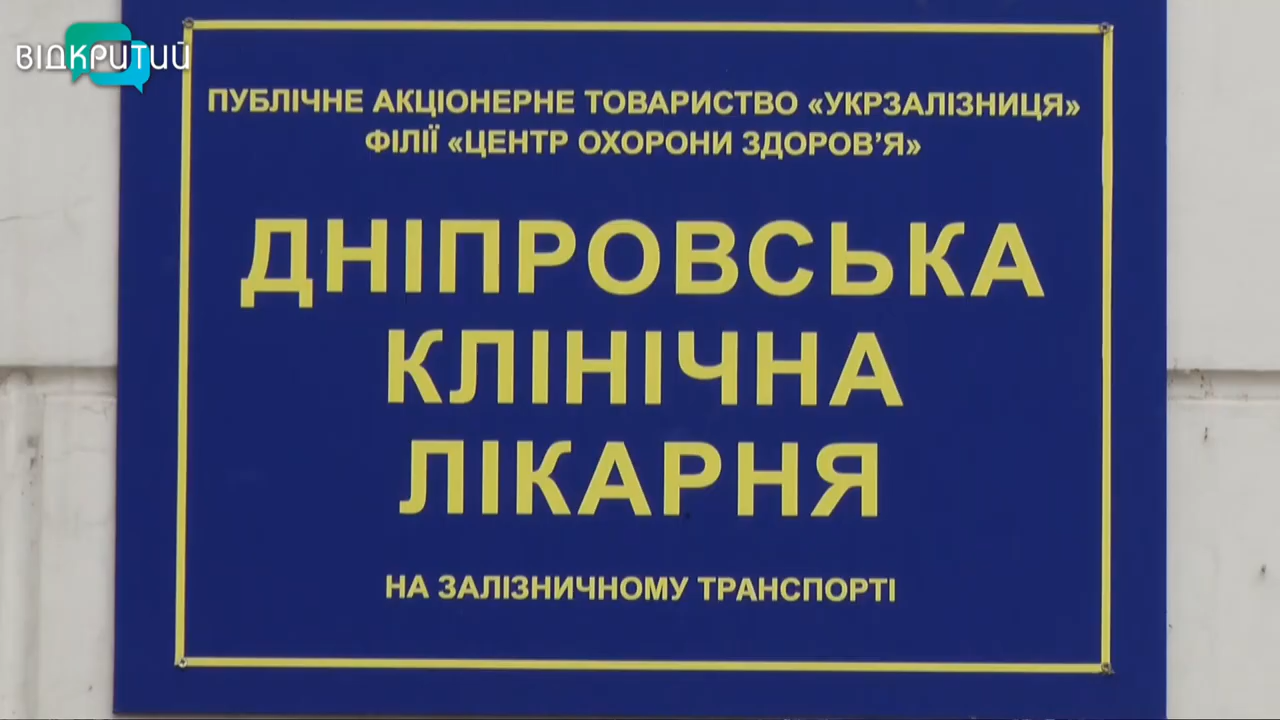 ВІДКРИТИЙ
ПУБЛІЧНЕ АКЦІОНЕРНЕ ТОВАРИСТВО «УКРЗАЛІЗНИЦЯ»
ФІЛІЇ «ЦЕНТР ОХОРОНИ ЗДОРОВ’Я»
ДНІПРОВСЬКА
КЛІНІЧНА
ЛІКАРНЯ
НА ЗАЛІЗНИЧНОМУ ТРАНСПОРТІ